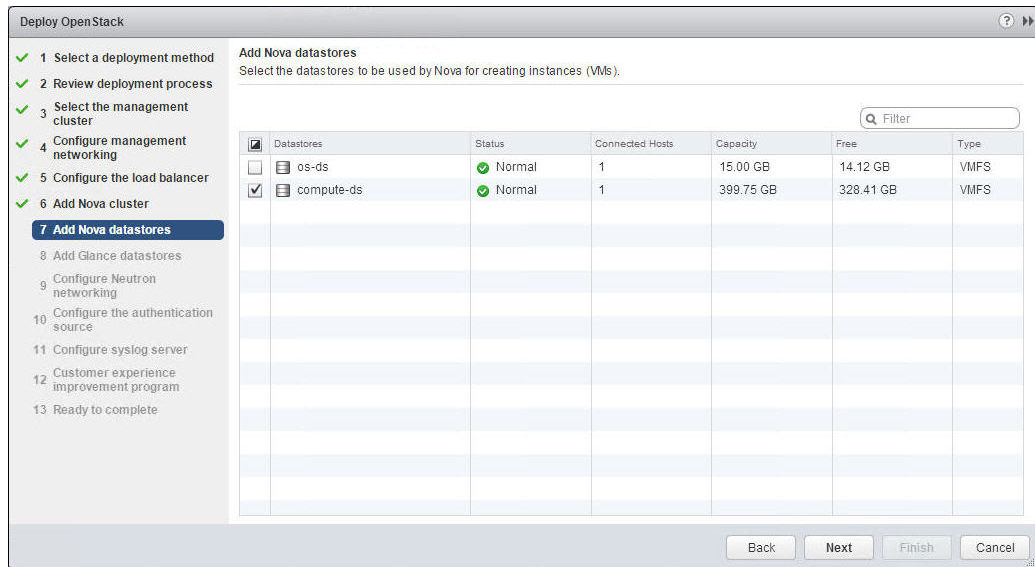 Deploy OpenStack
?
1 Select a deployment method
2 Review deployment process
3 Select the management
cluster
4 Configure management
networking
5 Configure the load balancer
6 Add Nova cluster
7 Add Nova datastores
8 Add Glance datastores
9 Configure Neutron
networking
10 Configure the authentication
source
11 Configure syslog server
12 Customer experience
improvement program
13 Ready to complete
Add Nova datastores
Select the datastores to be used by Nova for creating instances (VMs).
Filter
Datastores Status Connected Hosts Capacity Free Type
os-ds Normal 1 15.00 GB 14.12 GB VMFS
compute-ds Normal 1 399.75 GB 328.41 GB VMFS
Back Next Finish Cancel